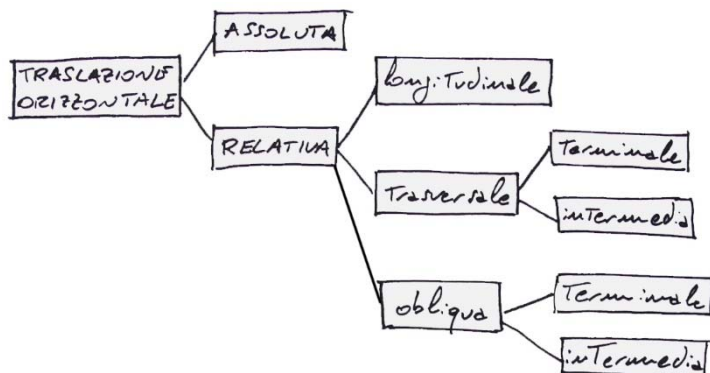 TRASLAZIONE
ORIZZONTALE
ASSOLUTA
RELATIVA
longitudinale
Trasversale
Terminale
inTermedia
obliqua
Terminale
inTermedia